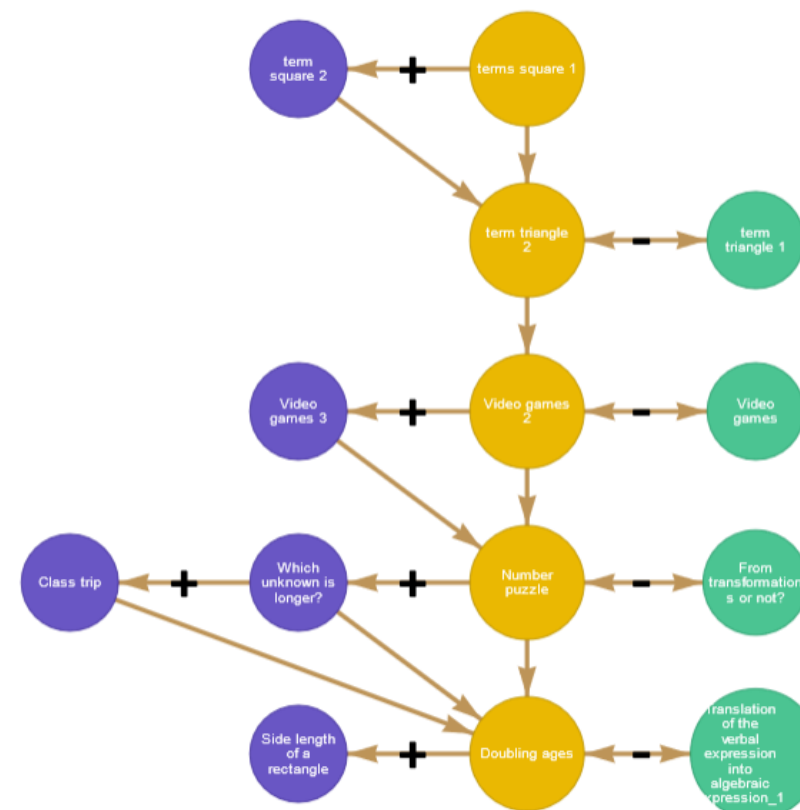 term
square 2
+
terms square 1
term triangle
2
-
term
triangle 1
Video
games 3
+
Video games
2
-
Video
games
Class trip
+
Which
unknown is
longer?
+
Number
puzzle
-
From
transformation
s or not?
Side length
of a
rectangle
+
Doubling ages
-
ranslation
of the
verbal
expression
into
algebraic
xpression_1